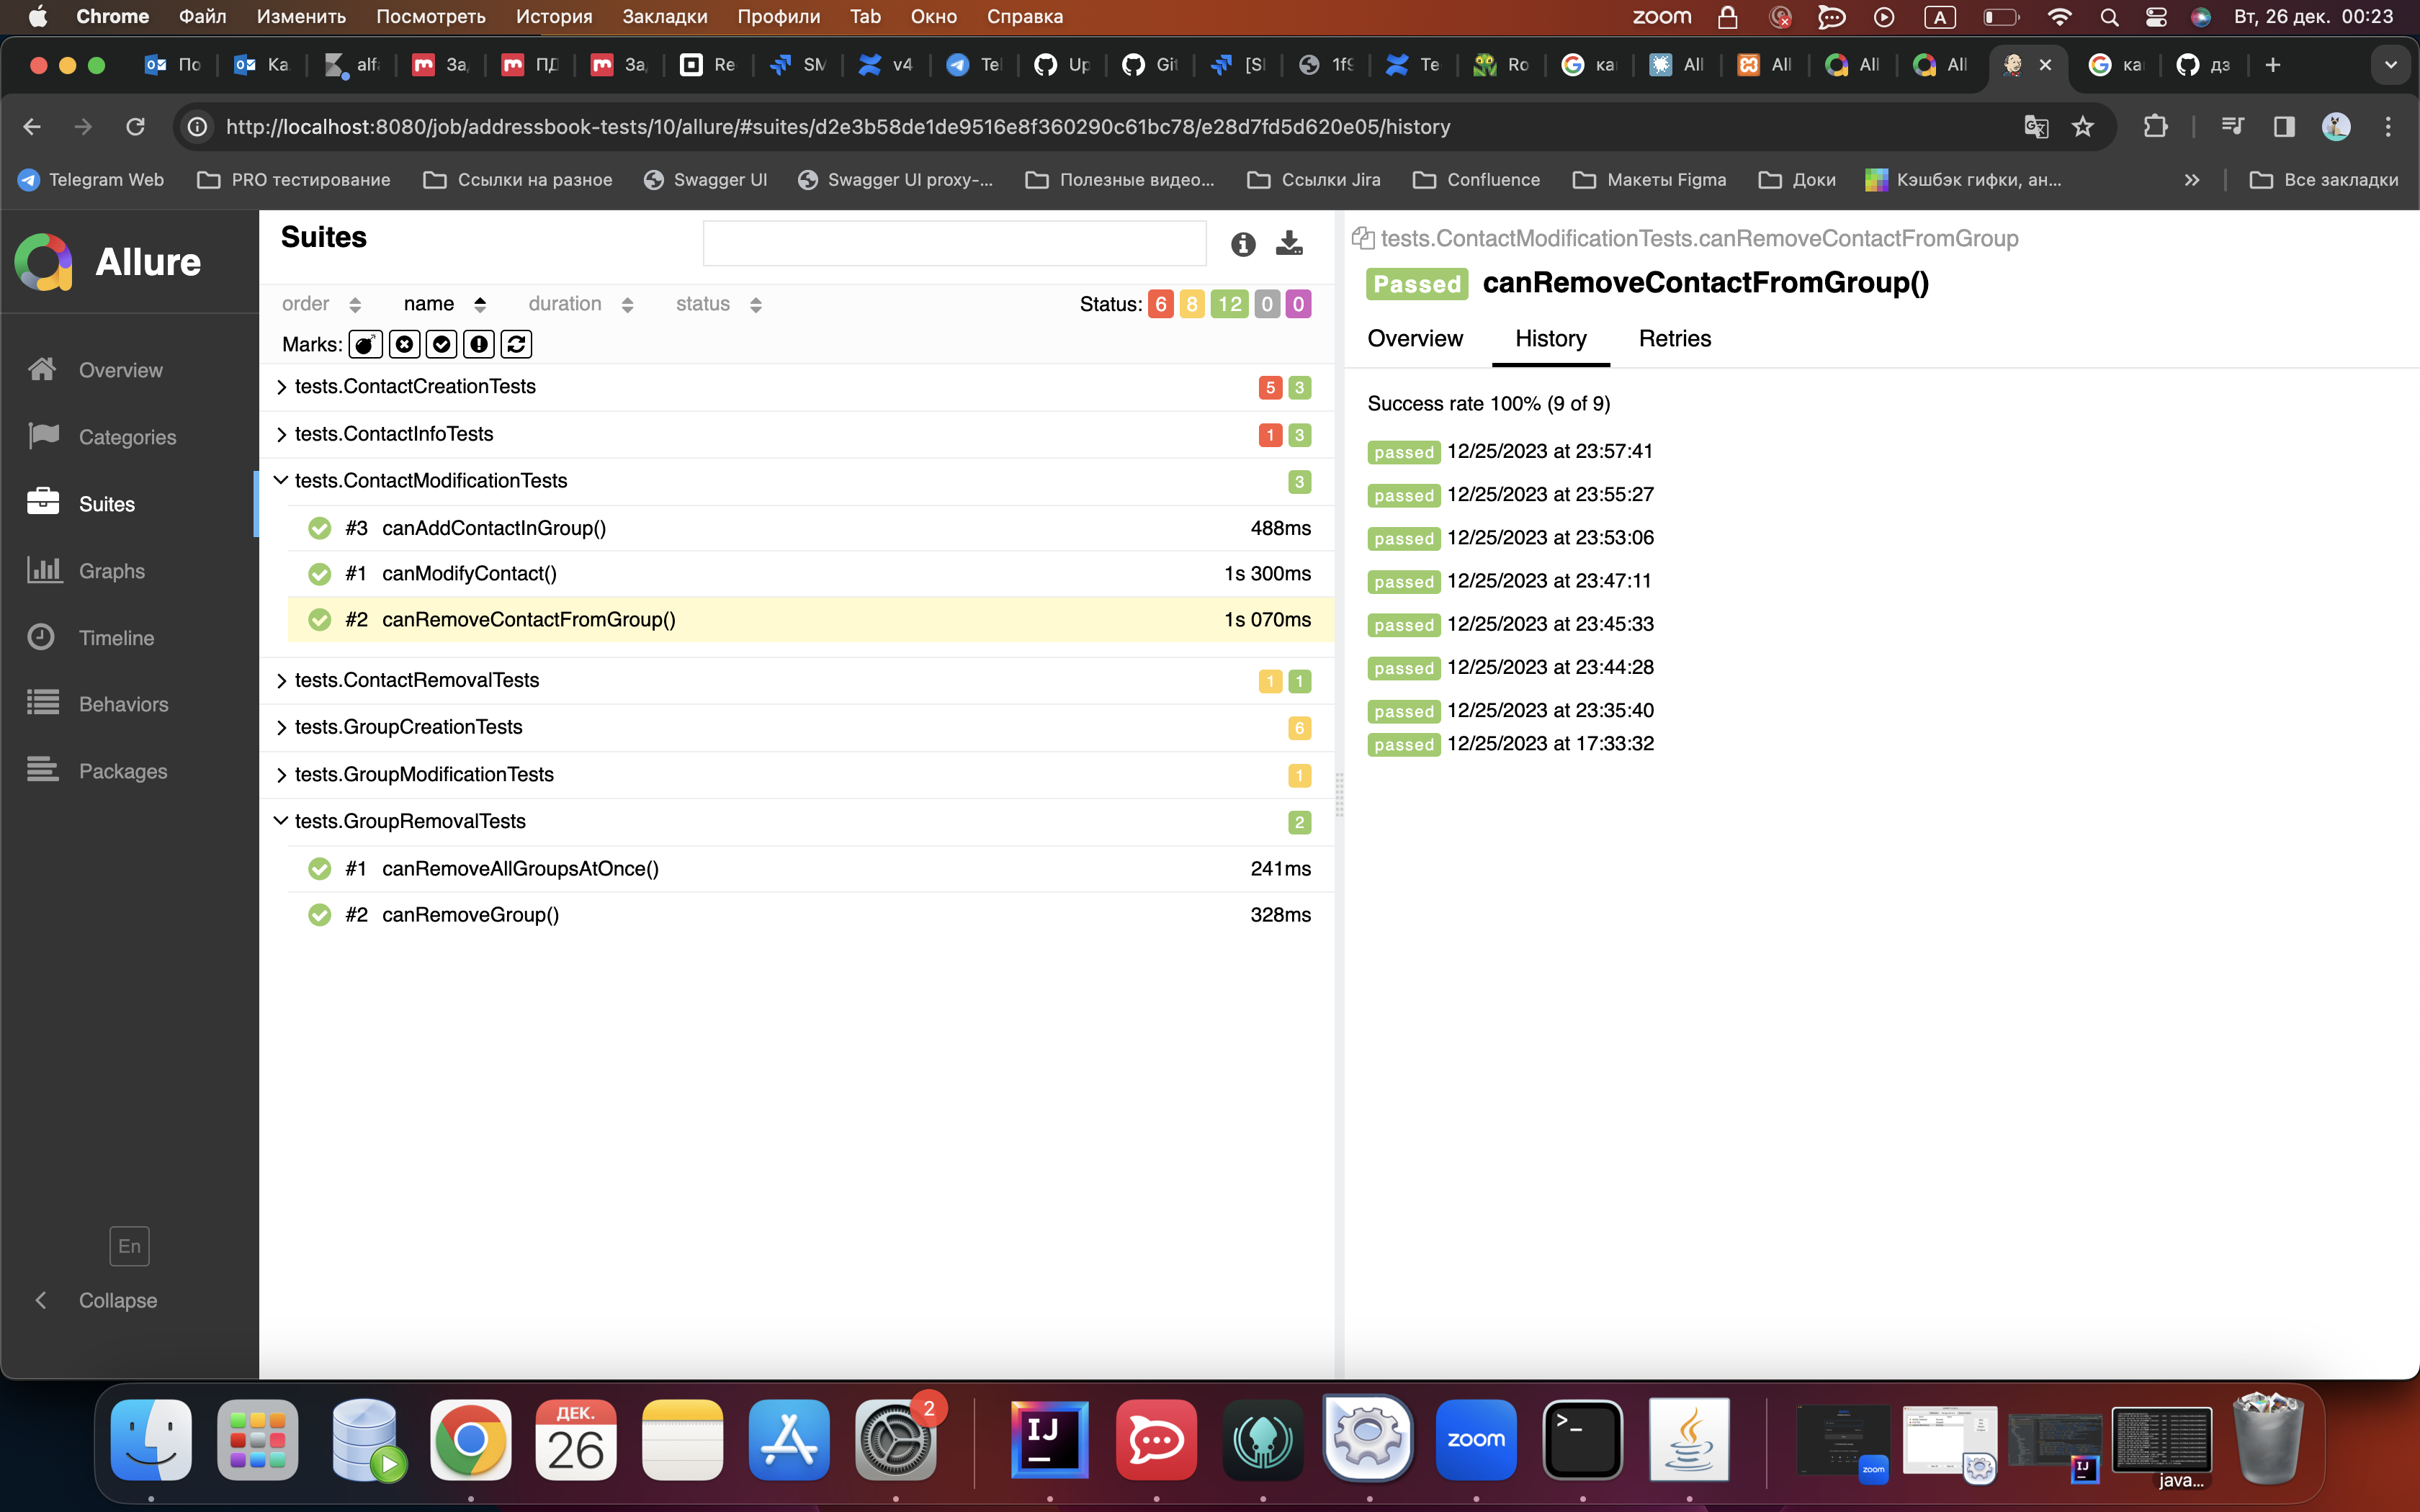 Chrome Файл Изменить Посмотреть История Закладки Профили Tab Окно Справка zoom A Вт, 26 дек. 00:23
По Ка alfa За ПД За Re SM v4 Tel Up Git [SI 1f9 Te Ro ка All All All All ка дз
http://localhost:8080/job/addressbook-tests/10/allure/#suites/d2e3b58de1de9516e8f360290c61bc78/e28d7fd5d620e05/history
Telegram Web PRO тестирование Ссылки на разное Swagger UI Swagger UI proxy-... Полезные видео... Ссылки Jira Confluence Макеты Figma Доки Кэшбэк гифки, ан... » Все закладки
Allure
Overview
Categories
Suites
Graphs
Timeline
Behaviors
Packages
En
Collapse
Suites
order name duration status Status: 6 8 12 0 0
Marks:
tests.ContactCreationTests 5 3
tests.ContactInfoTests 1 3
tests.ContactModificationTests 3
#3 canAddContactInGroup() 488ms
#1 canModifyContact() 1s 300ms
#2 canRemoveContactFromGroup() 1s 070ms
tests.ContactRemovalTests 1 1
tests.GroupCreationTests 6
tests.GroupModificationTests 1
tests.GroupRemovalTests 2
#1 canRemoveAllGroupsAtOnce() 241ms
#2 canRemoveGroup() 328ms
tests.ContactModificationTests.canRemoveContactFromGroup
Passed canRemoveContactFromGroup()
Overview History Retries
Success rate 100% (9 of 9)
passed 12/25/2023 at 23:57:41
passed 12/25/2023 at 23:55:27
passed 12/25/2023 at 23:53:06
passed 12/25/2023 at 23:47:11
passed 12/25/2023 at 23:45:33
passed 12/25/2023 at 23:44:28
passed 12/25/2023 at 23:35:40
passed 12/25/2023 at 17:33:32
ДЕК.
26
2
IJ
zoom
zoom
IJ
java...